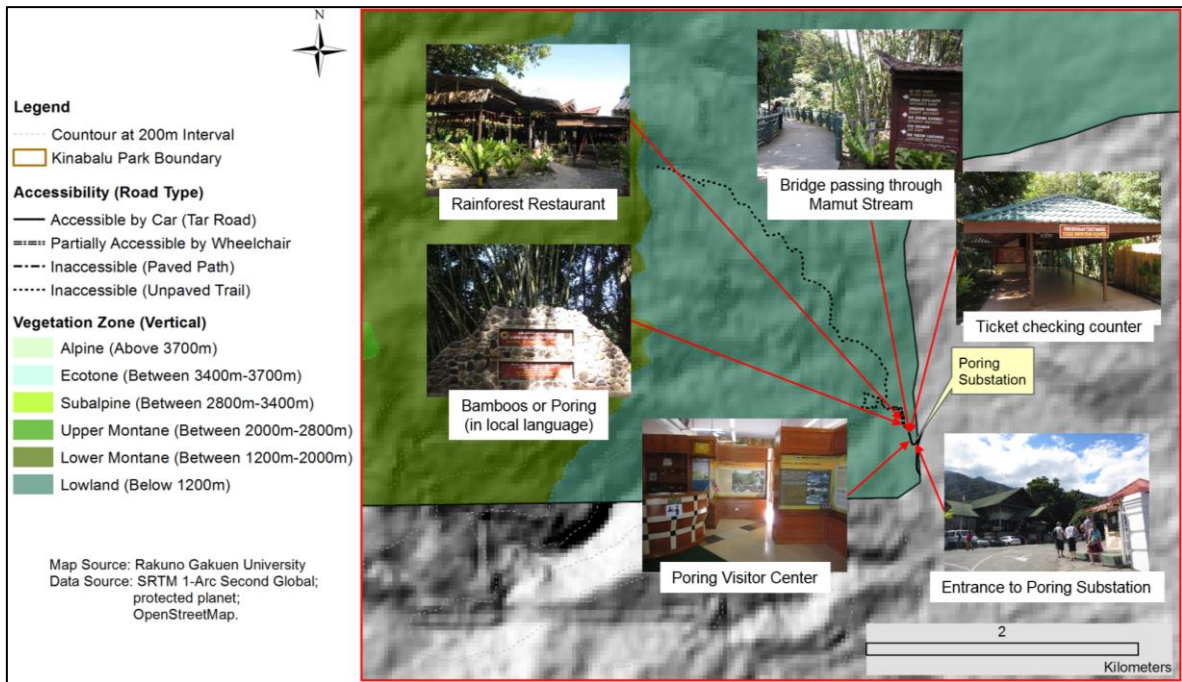 N
Legend
Countour at 200m Interval
Kinabalu Park Boundary
Accessibility (Road Type)
Accessible by Car (Tar Road)
Partially Accessible by Wheelchair
Inaccessible (Paved Path)
Inaccessible (Unpaved Trail)
Vegetation Zone (Vertical)
Alpine (Above 3700m)
Ecotone (Between 3400m-3700m)
Subalpine (Between 2800m-3400m)
Upper Montane (Between 2000m-2800m)
Lower Montane (Between 1200m-2000m)
Lowland (Below 1200m)
Map Source: Rakuno Gakuen University
Data Source: SRTM 1-Arc Second Global;
protected planet;
OpenStreetMap.
Rainforest Restaurant
Bridge passing through
Mamut Stream
Ticket checking counter
Bamboos or Poring
(in local language)
Poring
Substation
Poring Visitor Center
Entrance to Poring Substation
2
Kilometers